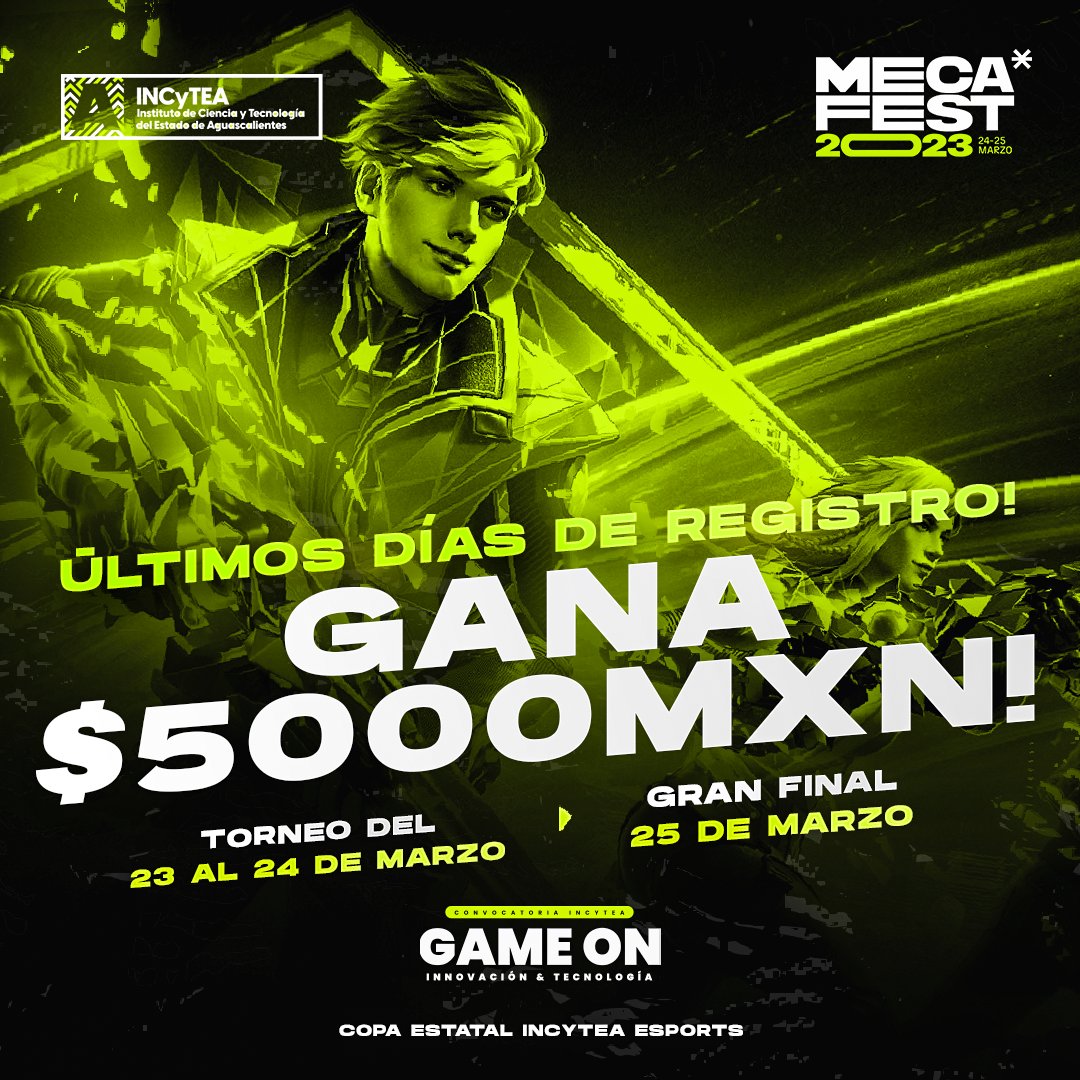 INCyTEA
Instituto de Ciencia y Tecnología
del Estado de Aguascalientes
MECA*
FEST
2023 24-25
MARZO
ÚLTIMOS DÍAS DE REGISTRO!
GANA
$5000MXN!
TORNEO DEL
23 AL 24 DE MARZO
GRAN FINAL
25 DE MARZO
CONVOCATORIA INCYTEA
GAME ON
INNOVACIÓN & TECNOLOGÍA
COPA ESTATAL INCYTEA ESPORTS